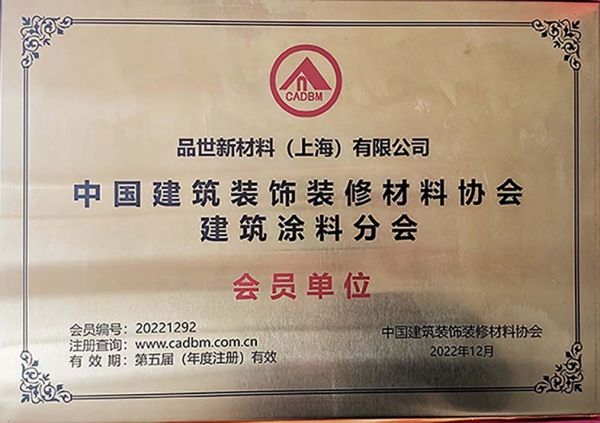 CADBM
品世新材料（上海）有限公司
中国建筑装饰装修材料协会
建筑涂料分会
会员单位
会员编号：20221292
注册查询：www.cadbm.com.cn
有 效 期：第五届（年度注册）有效
中国建筑装饰装修材料协会
2022年12月